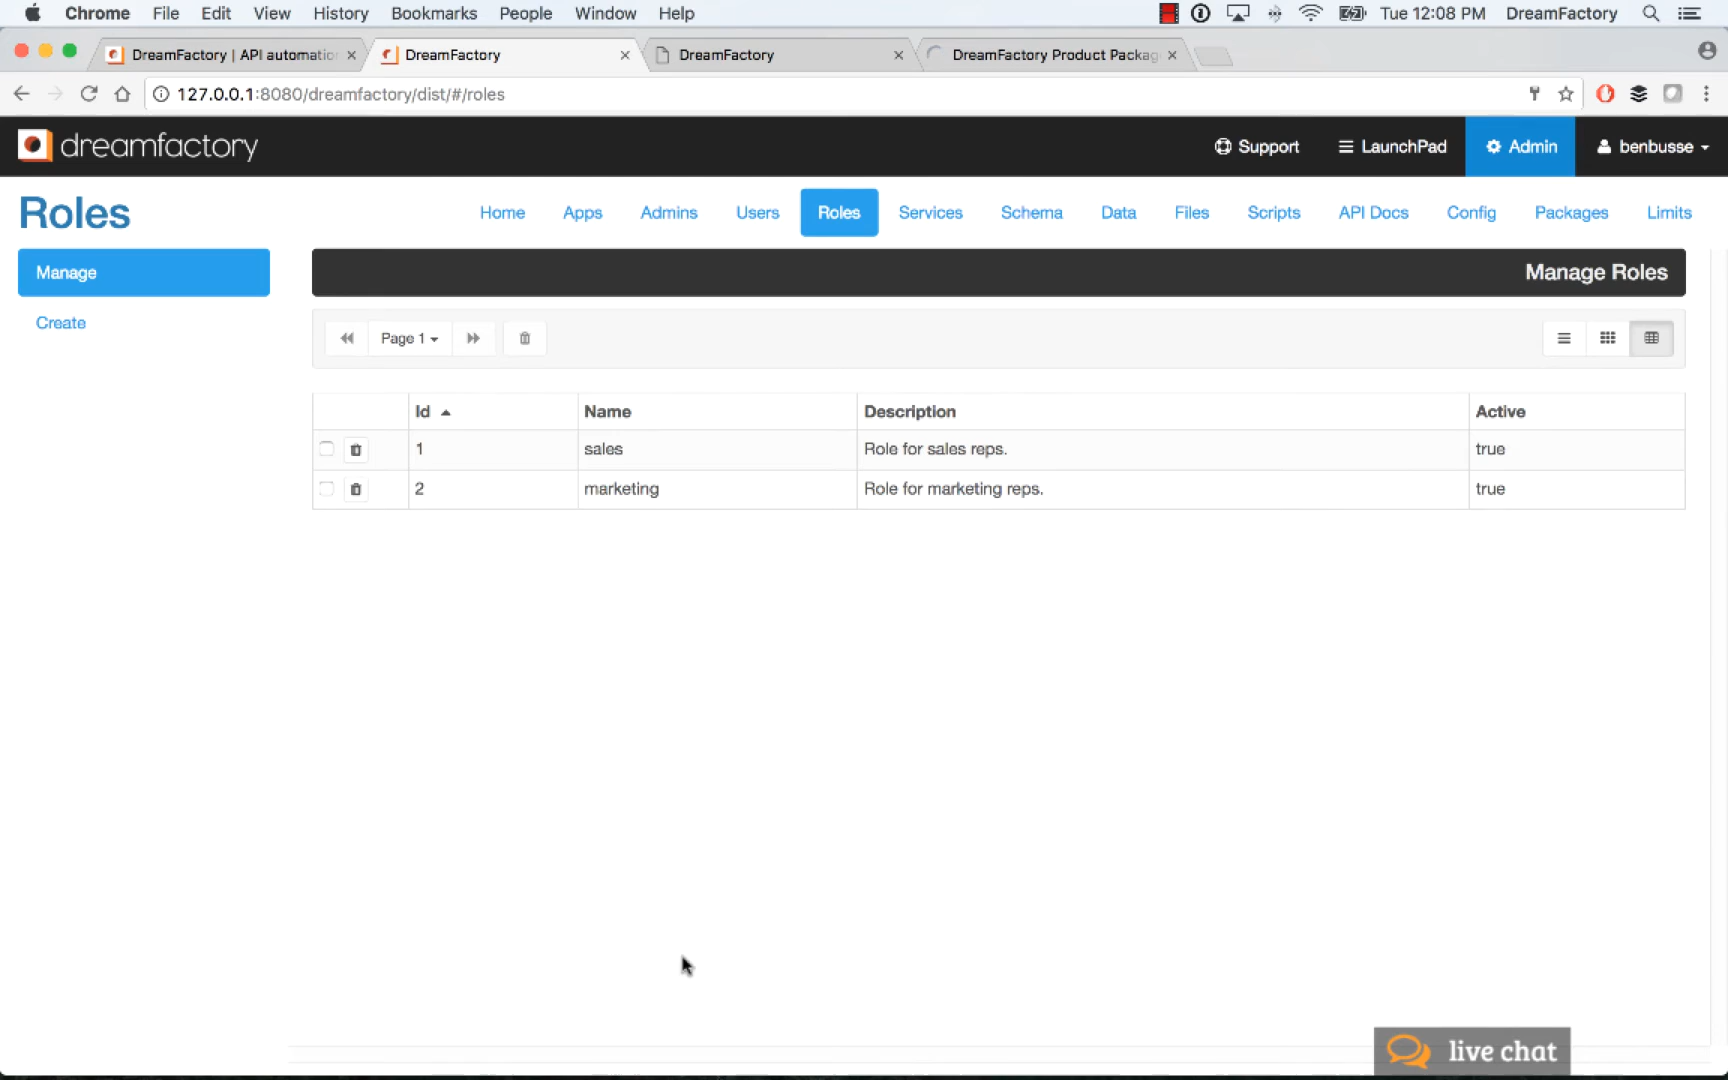 Chrome File Edit View History Bookmarks People Window Help Tue 12:08 PM DreamFactory
DreamFactory | API automation DreamFactory DreamFactory DreamFactory Product Packag
127.0.0.1:8080/dreamfactory/dist/#/roles
dreamfactory Support LaunchPad Admin benbusse
Roles Home Apps Admins Users Roles Services Schema Data Files Scripts API Docs Config Packages Limits
Manage
Manage Roles
Create
Page 1
Id Name Description Active
1 sales Role for sales reps. true
2 marketing Role for marketing reps. true
live chat